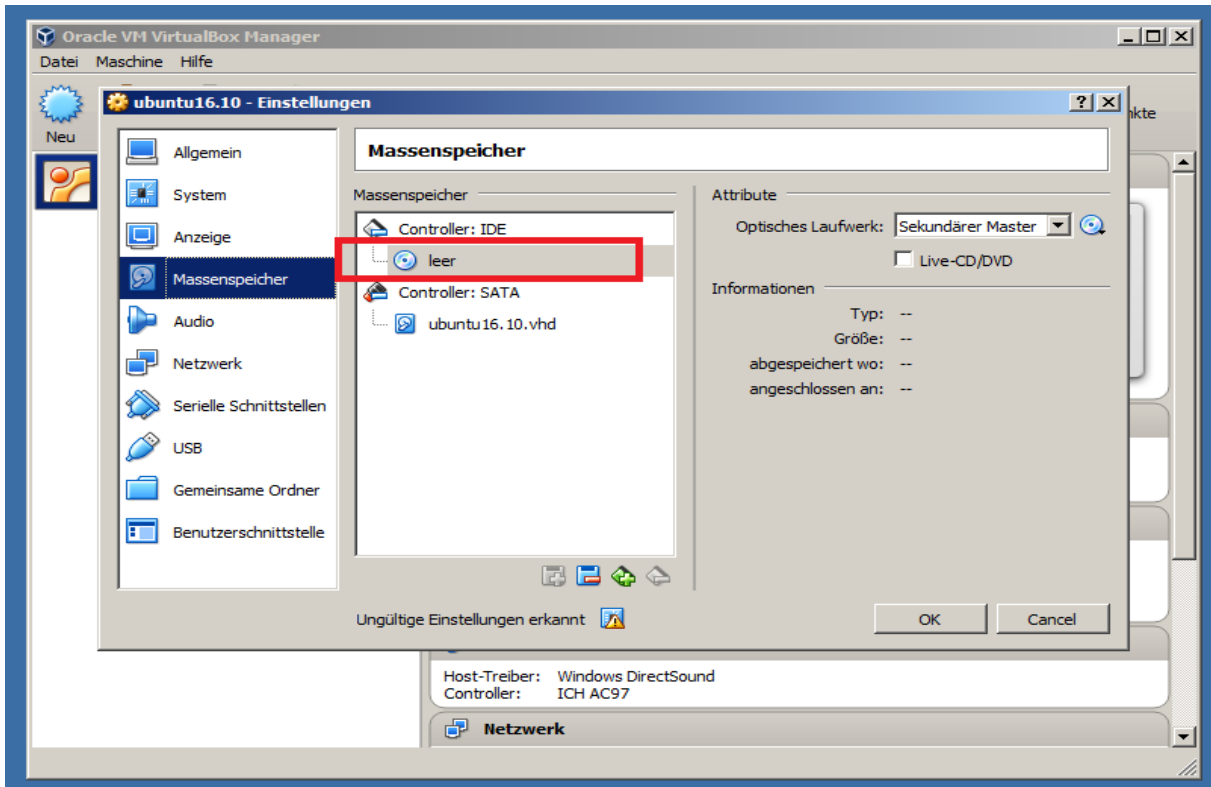 Oracle VM VirtualBox Manager
Datei Maschine Hilfe
Neu
nkte
ubuntu16.10 - Einstellungen
Allgemein
System
Anzeige
Massenspeicher
Audio
Netzwerk
Serielle Schnittstellen
USB
Gemeinsame Ordner
Benutzerschnittstelle
Massenspeicher
Massenspeicher
Controller: IDE
leer
Controller: SATA
ubuntu16.10.vhd
Attribute
Optisches Laufwerk: Sekundärer Master
Live-CD/DVD
Informationen
Typ: --
Größe: --
abgespeichert wo: --
angeschlossen an: --
Ungültige Einstellungen erkannt
OK Cancel
Host-Treiber: Windows DirectSound
Controller: ICH AC97
Netzwerk